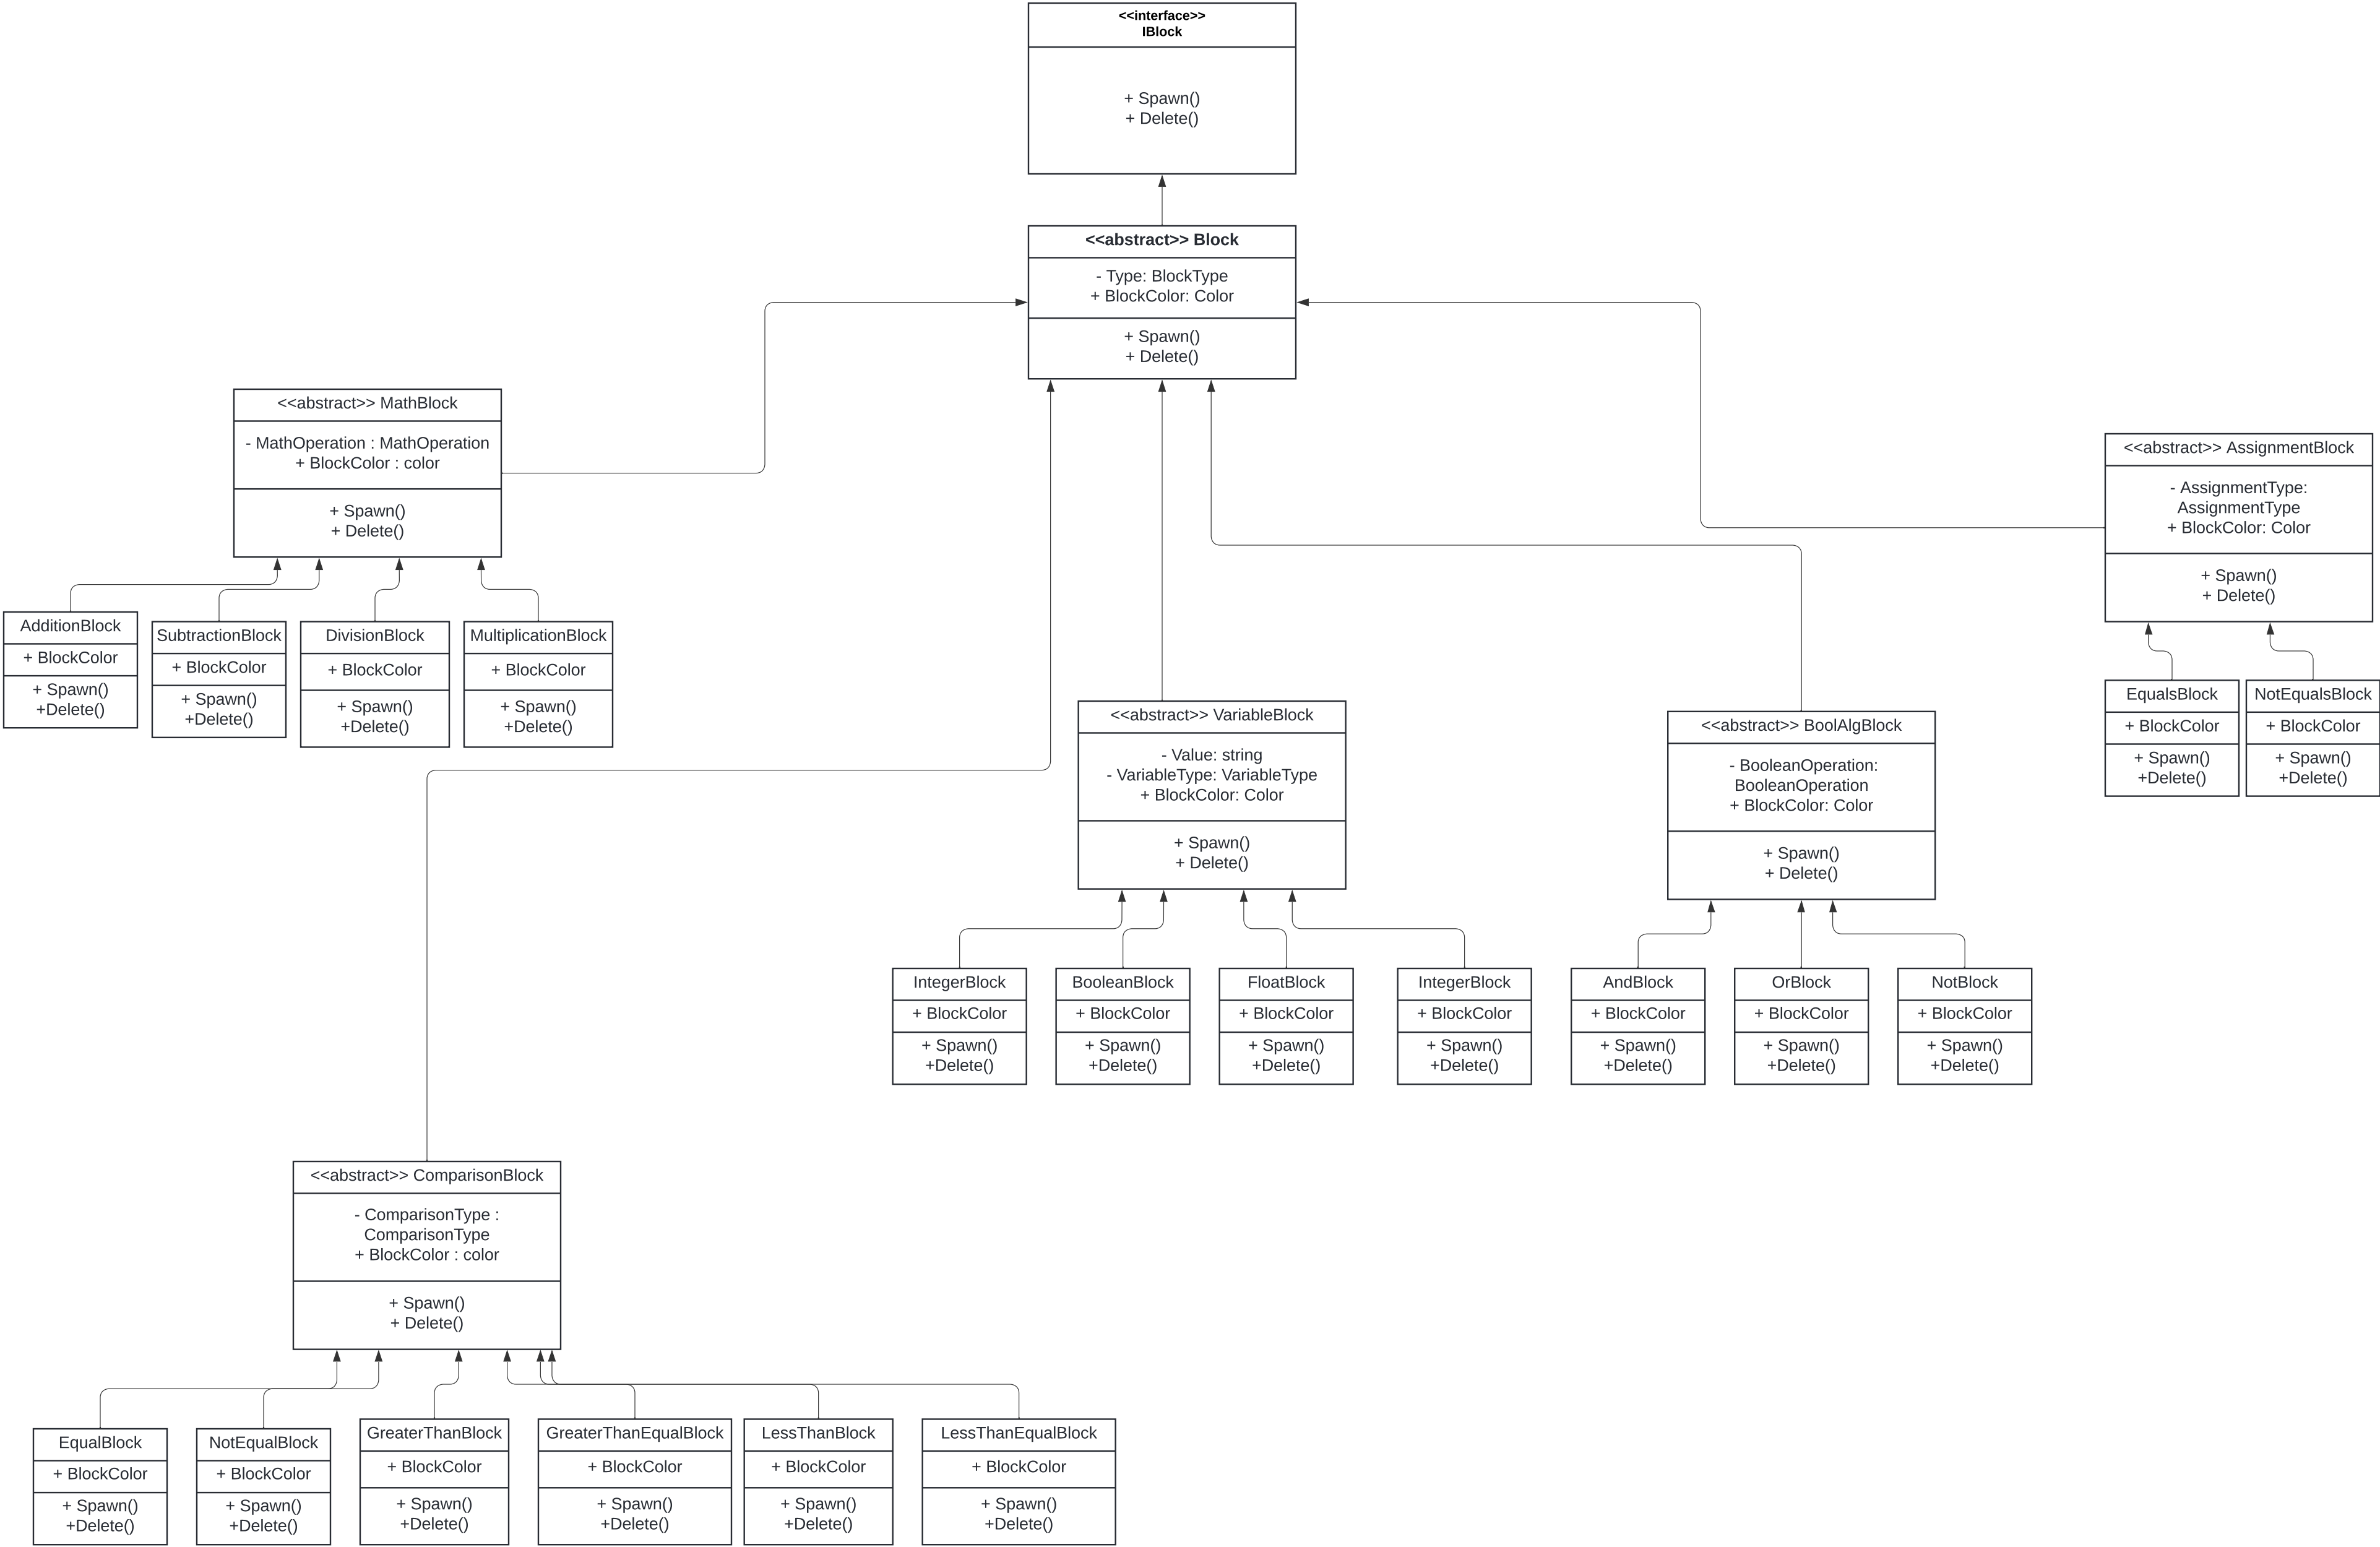 <<interface>>
IBlock
+ Spawn()
+ Delete()
<<abstract>> Block
- Type: BlockType
+ BlockColor: Color
+ Spawn()
+ Delete()
<<abstract>> MathBlock
- MathOperation : MathOperation
+ BlockColor : color
+ Spawn()
+ Delete()
<<abstract>> AssignmentBlock
- AssignmentType:
AssignmentType
+ BlockColor: Color
+ Spawn()
+ Delete()
AdditionBlock
+ BlockColor
+ Spawn()
+Delete()
SubtractionBlock
+ BlockColor
+ Spawn()
+Delete()
DivisionBlock
+ BlockColor
+ Spawn()
+Delete()
MultiplicationBlock
+ BlockColor
+ Spawn()
+Delete()
EqualsBlock
+ BlockColor
+ Spawn()
+Delete()
NotEqualsBlock
+ BlockColor
+ Spawn()
+Delete()
<<abstract>> VariableBlock
- Value: string
- VariableType: VariableType
+ BlockColor: Color
+ Spawn()
+ Delete()
<<abstract>> BoolAlgBlock
- BooleanOperation:
BooleanOperation
+ BlockColor: Color
+ Spawn()
+ Delete()
IntegerBlock
+ BlockColor
+ Spawn()
+Delete()
BooleanBlock
+ BlockColor
+ Spawn()
+Delete()
FloatBlock
+ BlockColor
+ Spawn()
+Delete()
IntegerBlock
+ BlockColor
+ Spawn()
+Delete()
AndBlock
+ BlockColor
+ Spawn()
+Delete()
OrBlock
+ BlockColor
+ Spawn()
+Delete()
NotBlock
+ BlockColor
+ Spawn()
+Delete()
<<abstract>> ComparisonBlock
- ComparisonType :
ComparisonType
+ BlockColor : color
+ Spawn()
+ Delete()
EqualBlock
+ BlockColor
+ Spawn()
+Delete()
NotEqualBlock
+ BlockColor
+ Spawn()
+Delete()
GreaterThanBlock
+ BlockColor
+ Spawn()
+Delete()
GreaterThanEqualBlock
+ BlockColor
+ Spawn()
+Delete()
LessThanBlock
+ BlockColor
+ Spawn()
+Delete()
LessThanEqualBlock
+ BlockColor
+ Spawn()
+Delete()